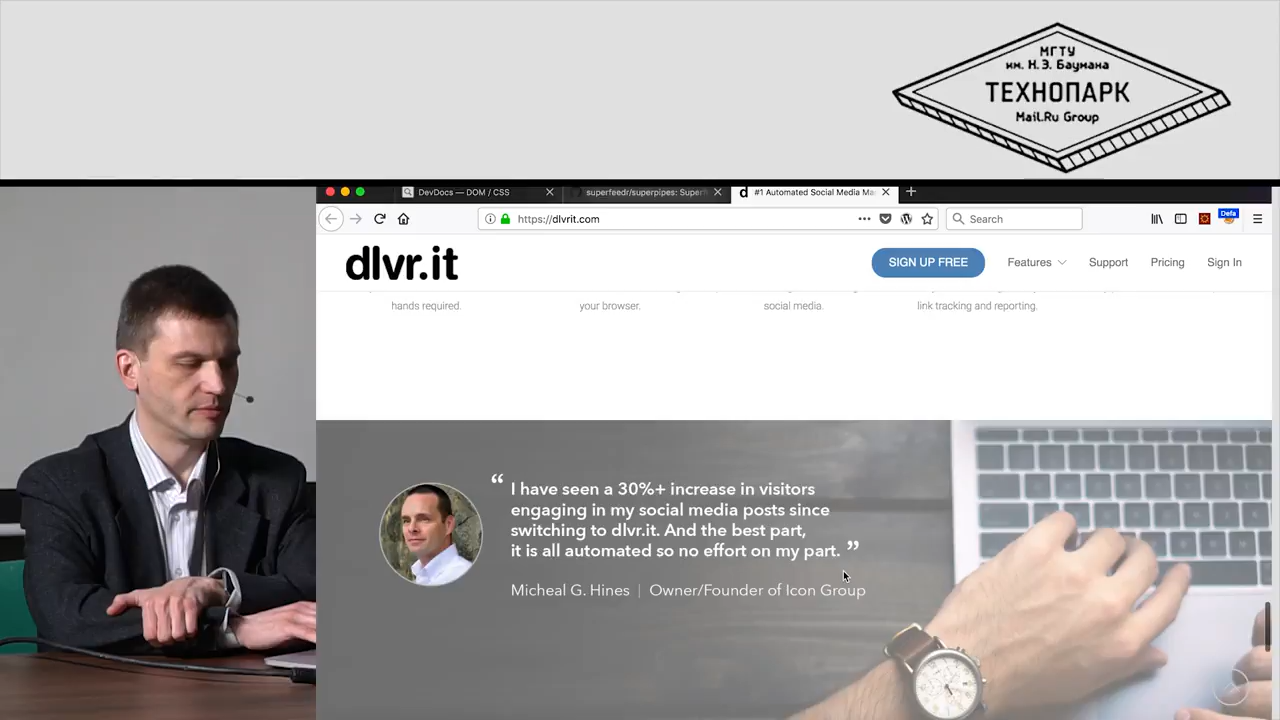 МГТУ
им. Н.Э. Баумана
ТЕХНОПАРК
Mail.Ru Group
DevDocs — DOM / CSS
superfeedr/superpipes: Superf
#1 Automated Social Media Ma
https://dlvrit.com
Search
Defa
dlvr.it
SIGN UP FREE
Features
Support
Pricing
Sign In
hands required.
your browser.
social media.
link tracking and reporting.
“ I have seen a 30%+ increase in visitors
engaging in my social media posts since
switching to dlvr.it. And the best part,
it is all automated so no effort on my part. ”
Micheal G. Hines | Owner/Founder of Icon Group